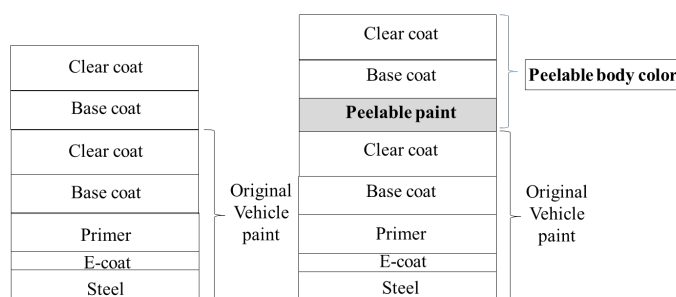 Clear coat
Base coat
Clear coat
Base coat
Primer
E-coat
Steel
Original
Vehicle
paint
Clear coat
Base coat
Peelable paint
Clear coat
Base coat
Primer
E-coat
Steel
Peelable body color
Original
Vehicle
paint